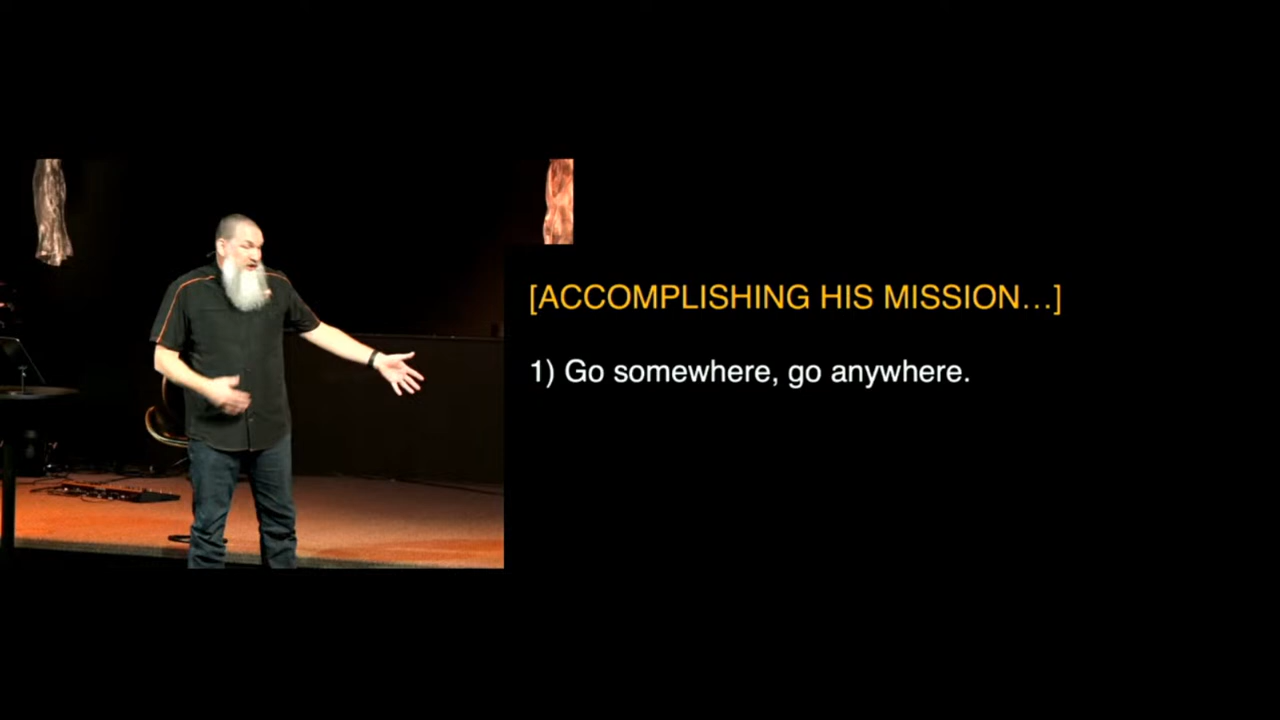 [ACCOMPLISHING HIS MISSION…]
1) Go somewhere, go anywhere.